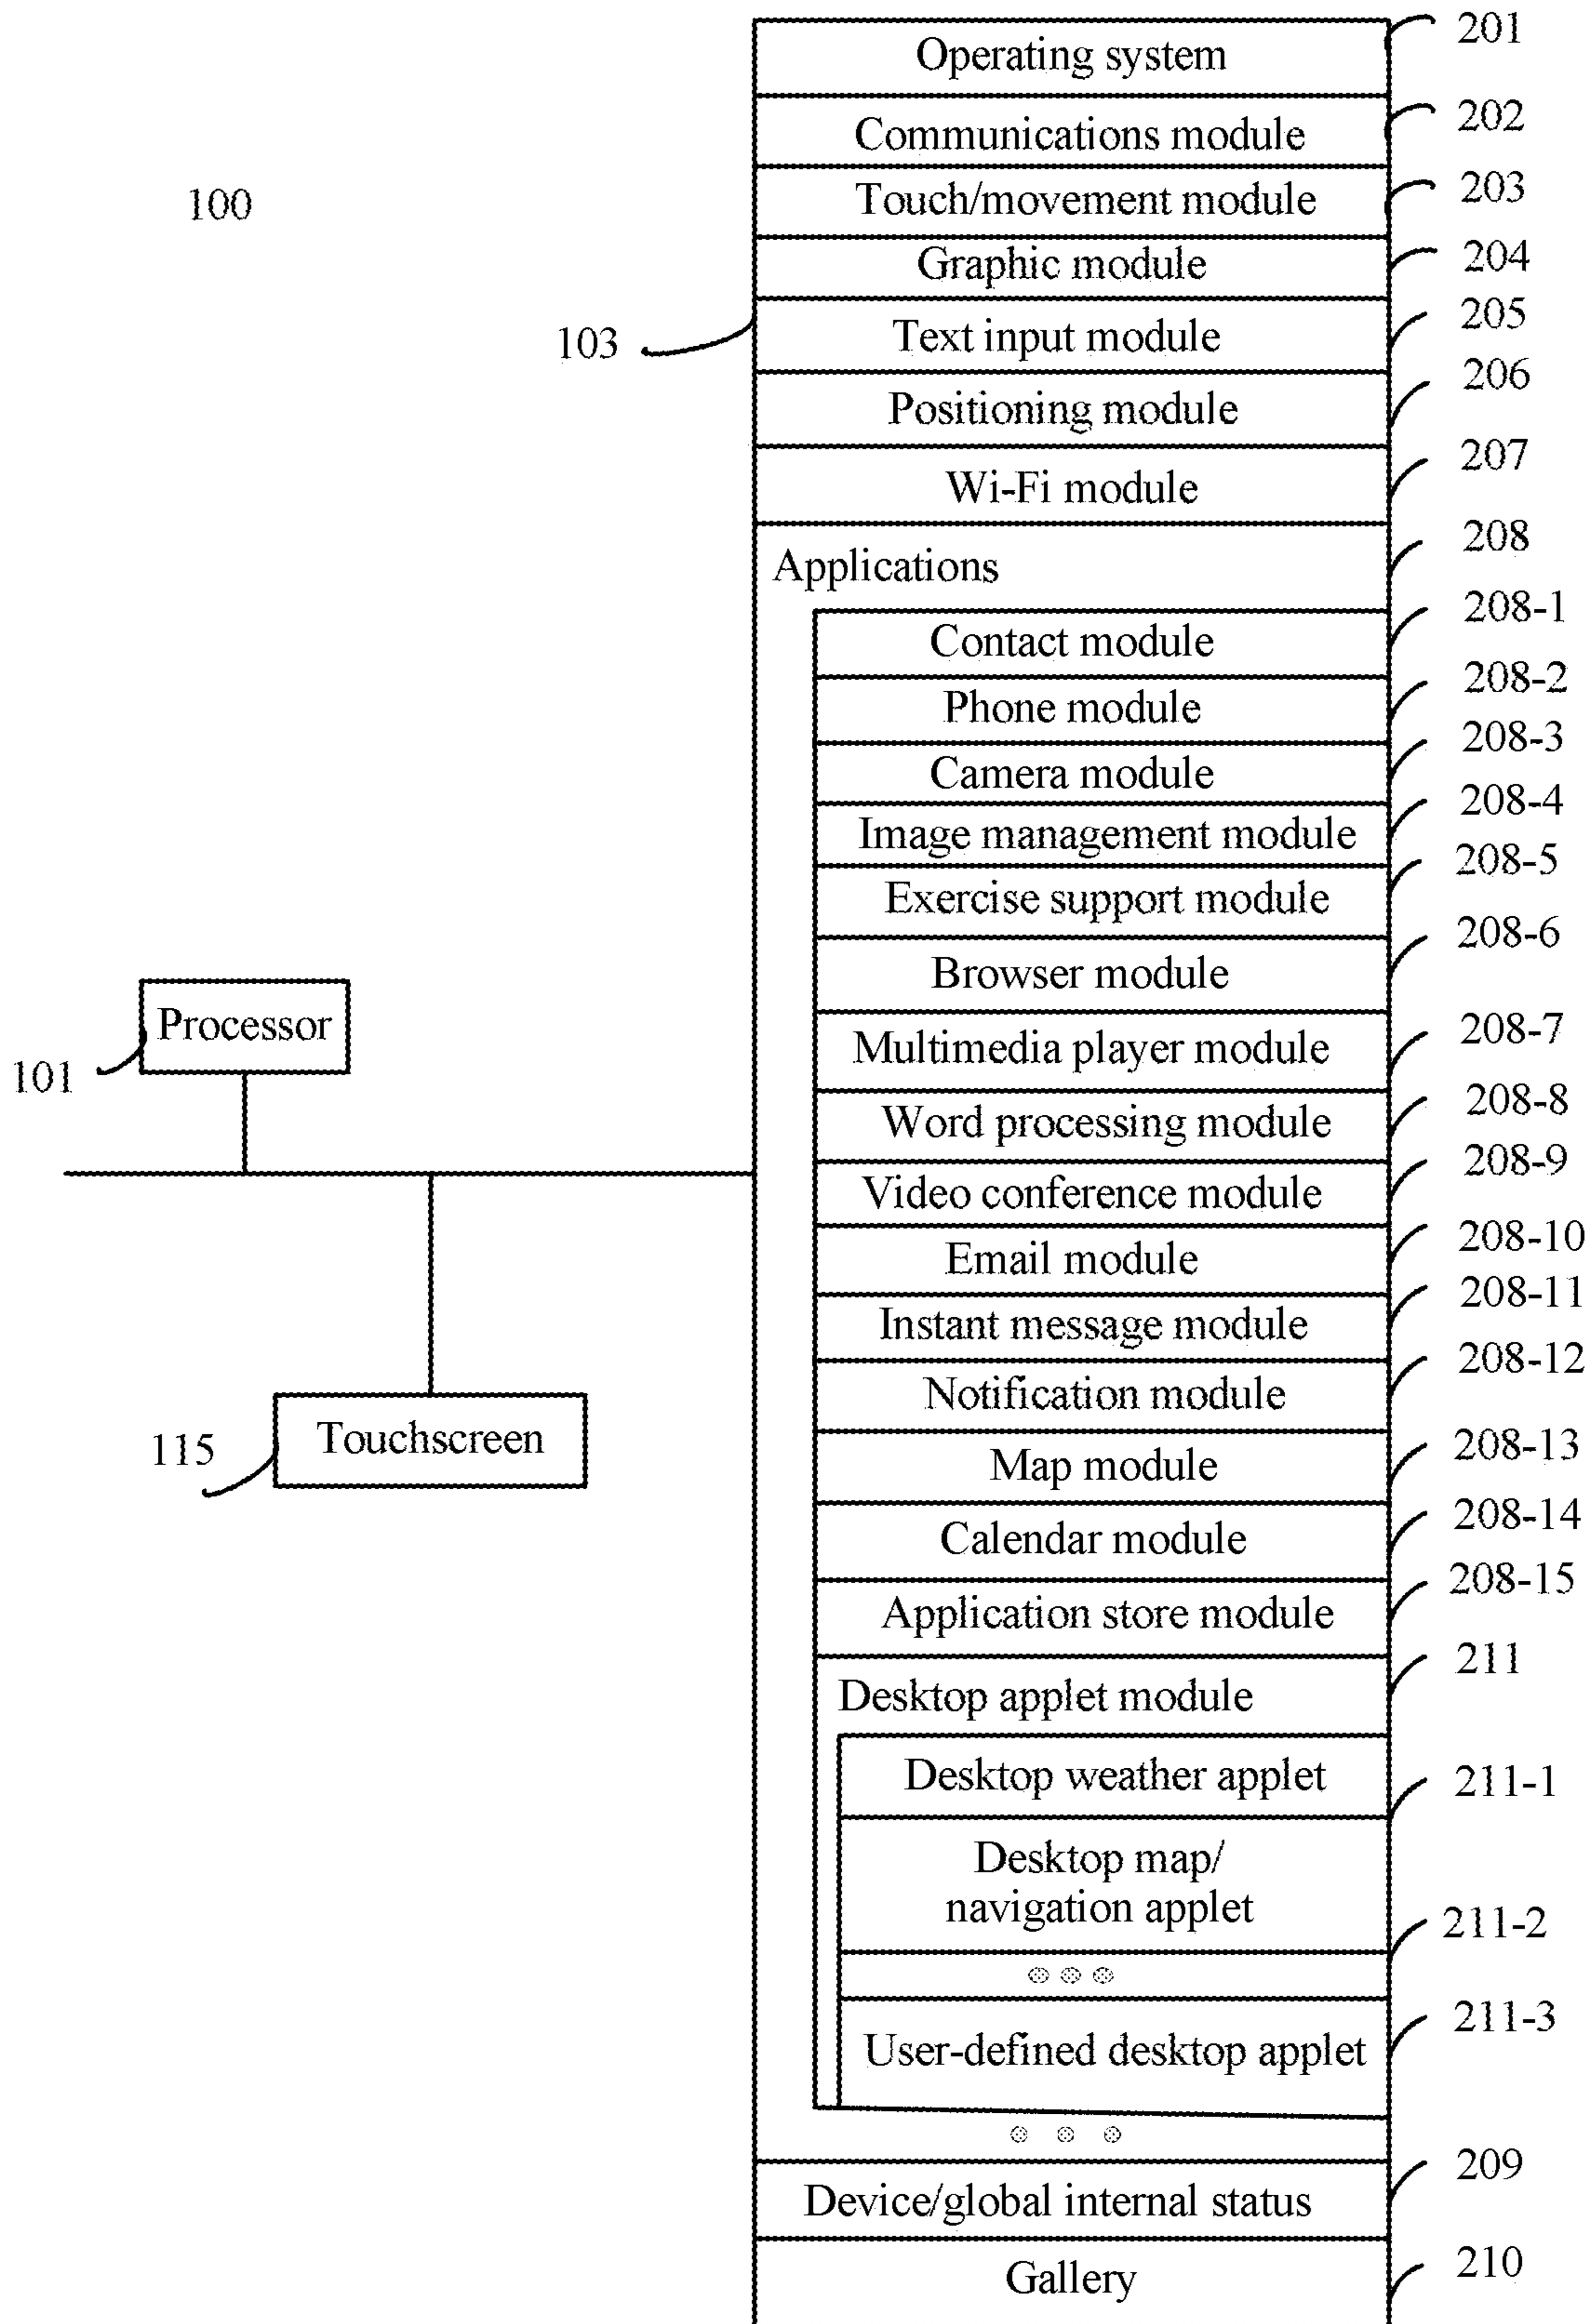 201
Operating system
202
Communications module
203
Touch/movement module
100
204
Graphic module
205
Text input module
103
206
Positioning module
207
Wi-Fi module
208
Applications
208-1
Contact module
208-2
Phone module
208-3
Camera module
208-4
Image management module
208-5
Exercise support module
208-6
Browser module
208-7
Multimedia player module
208-8
Word processing module
208-9
Video conference module
208-10
Email module
208-11
Instant message module
208-12
Notification module
208-13
Map module
208-14
Calendar module
208-15
Application store module
211
Desktop applet module
Desktop weather applet
211-1
Desktop map/
navigation applet
211-2
211-3
User-defined desktop applet
209
Device/global internal status
210
Gallery
Processor
101
Touchscreen
115